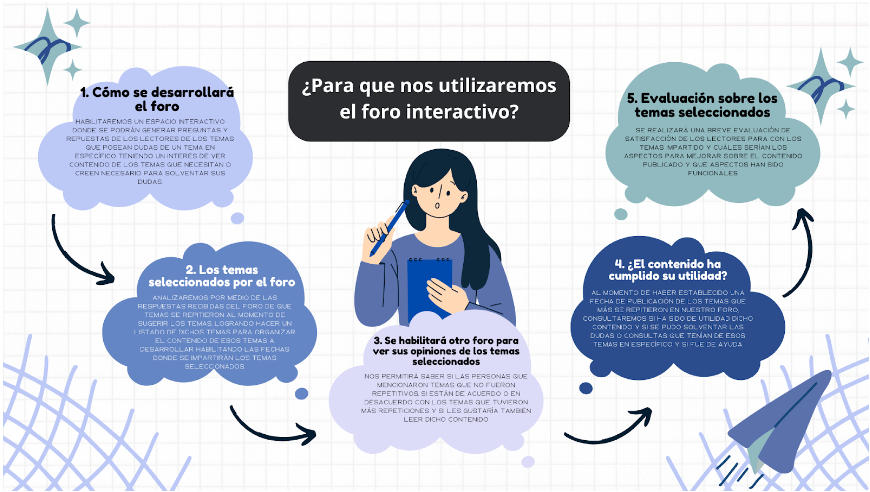 ¿Para que nos utilizaremos
el foro interactivo?
1. Cómo se desarrollará
el foro
HABILITAREMOS UN ESPACIO INTERACTIVO
DONDE SE PODRÁN GENERAR PREGUNTAS Y
REPUESTAS DE LOS LECTORES DE LOS TEMAS
QUE POSEAN DUDAS DE UN TEMA EN
ESPECÍFICO TENIENDO UN INTERÉS DE VER
CONTENIDO DE LOS TEMAS QUE NECESITAN O
CREEN NECESARIO PARA SOLVENTAR SUS
DUDAS.
2. Los temas
seleccionados por el foro
ANALIZAREMOS POR MEDIO DE LAS
RESPUESTAS RECIBIDAS DEL FORO DE QUE
TEMAS SE REPITIERON AL MOMENTO DE
SUGERIR LOS TEMAS, LOGRANDO HACER UN
LISTADO DE DICHOS TEMAS PARA ORGANIZAR
EL CONTENIDO DE ESOS TEMAS A
DESARROLLAR HABILITANDO LAS FECHAS
DONDE SE IMPARTIRÁN LOS TEMAS
SELECCIONADOS.
3. Se habilitará otro foro para
ver sus opiniones de los temas
seleccionados
NOS PERMITIRÁ SABER SI LAS PERSONAS QUE
MENCIONARON TEMAS QUE NO FUERON
REPETITIVOS, SI ESTÁN DE ACUERDO O EN
DESACUERDO CON LOS TEMAS QUE TUVIERON
MÁS REPETICIONES Y SI LES GUSTARÍA TAMBIÉN
LEER DICHO CONTENIDO
4. ¿El contenido ha
cumplido su utilidad?
AL MOMENTO DE HABER ESTABLECIDO UNA
FECHA DE PUBLICACIÓN DE LOS TEMAS QUE
MÁS SE REPITIERON EN NUESTRO FORO,
CONSULTAREMOS SI HA SIDO DE UTILIDAD DICHO
CONTENIDO Y SI SE PUDO SOLVENTAR LAS
DUDAS O CONSULTAS QUE TENÍAN DE ESOS
TEMAS EN ESPECÍFICO Y SI FUE DE AYUDA.
5. Evaluación sobre los
temas seleccionados
SE REALIZARÁ UNA BREVE EVALUACIÓN DE
SATISFACCIÓN DE LOS LECTORES PARA CON LOS
TEMAS IMPARTIDO Y CUÁLES SERÍAN LOS
ASPECTOS PARA MEJORAR SOBRE EL CONTENIDO
PUBLICADO Y QUE ASPECTOS HAN SIDO
FUNCIONALES.